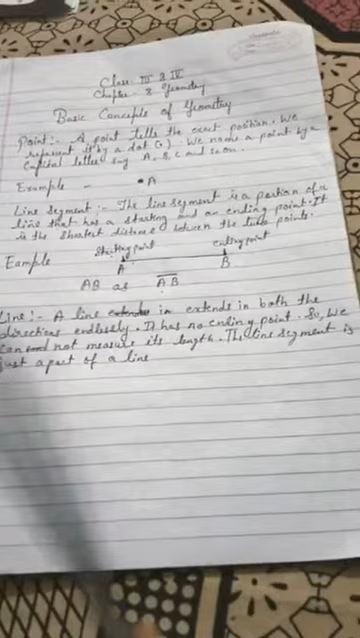 Class III & IV
Chapter - 8 Geometry
Basic Concepts of Geometry
Point :- A point tells the exact position. We
represent it by a dot (•). We name a point by a
capital letter say A, B, C and so on.
Example - • A
Line Segment :- The line segment is a portion of a
line that has a starting and an ending point. It
is the shortest distance between the two points.
Eample
Starting point ending point
A B
AB as AB
Line :- A line in extends in both the
directions endlessly. It has no ending point. So, We
can not measure its length. The line segment is
just a part of a line